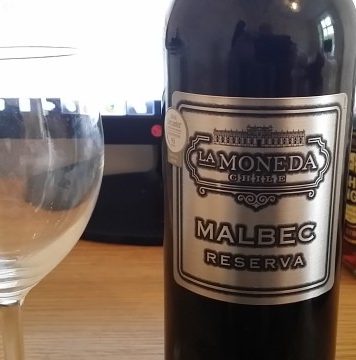 LA MONEDA
CHILE
MALBEC
RESERVA